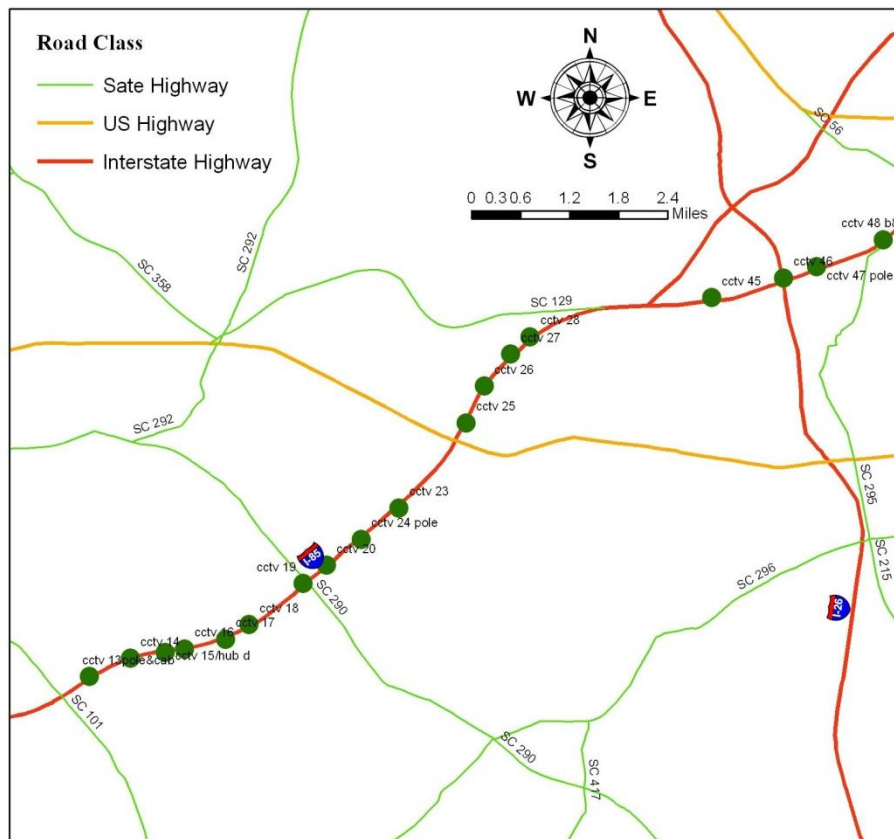 Road Class
Sate Highway
US Highway
Interstate Highway
N
W
E
S
0 0.3 0.6 1.2 1.8 2.4
Miles
SC 56
SC 292
SC 358
cctv 48 b&
cctv 46
cctv 47 pole
cctv 45
SC 129
cctv 28
cctv 27
cctv 26
cctv 25
SC 292
cctv 23
cctv 24 pole
SC 295
I-85
cctv 20
cctv 19
SC 290
SC 296
SC 215
I-26
cctv 18
cctv 17
cctv 16
cctv 14
cctv 15/hub d
cctv 13pole&cab
SC 101
SC 290
SC 417